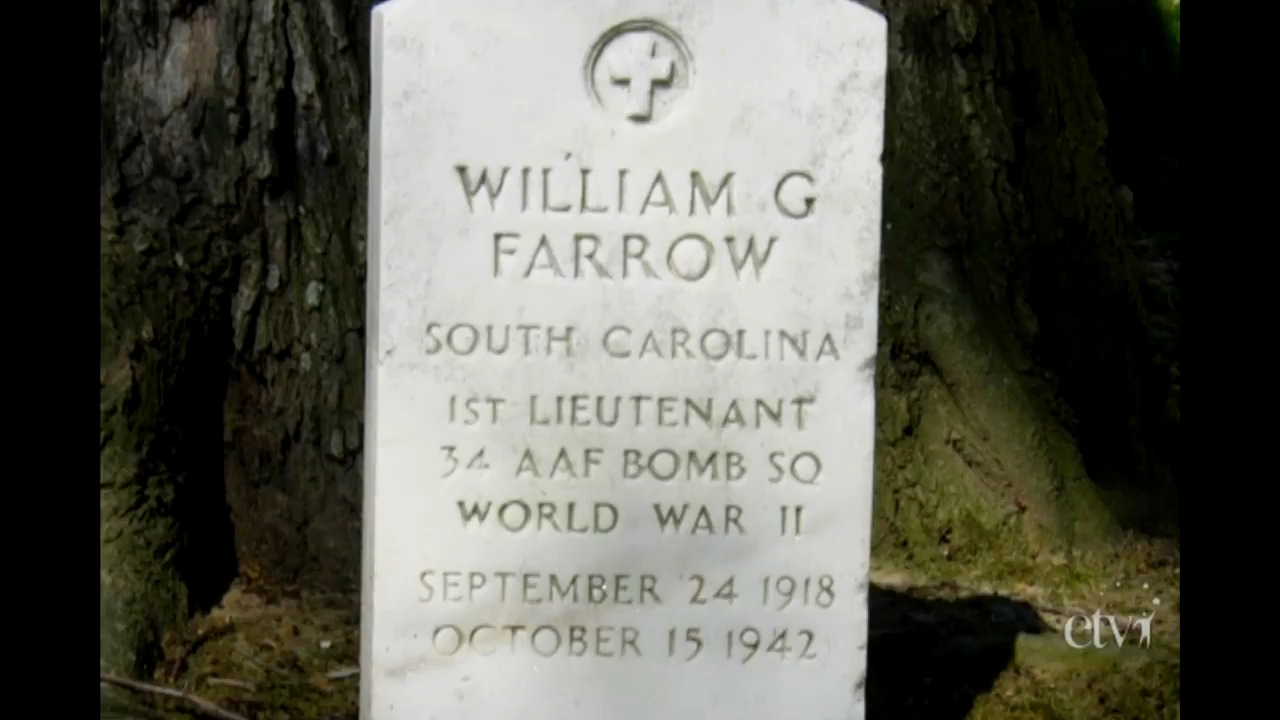 WILLIAM G
FARROW
SOUTH CAROLINA
1ST LIEUTENANT
34 AAF BOMB SQ
WORLD WAR II
SEPTEMBER 24 1918
OCTOBER 15 1942
etv